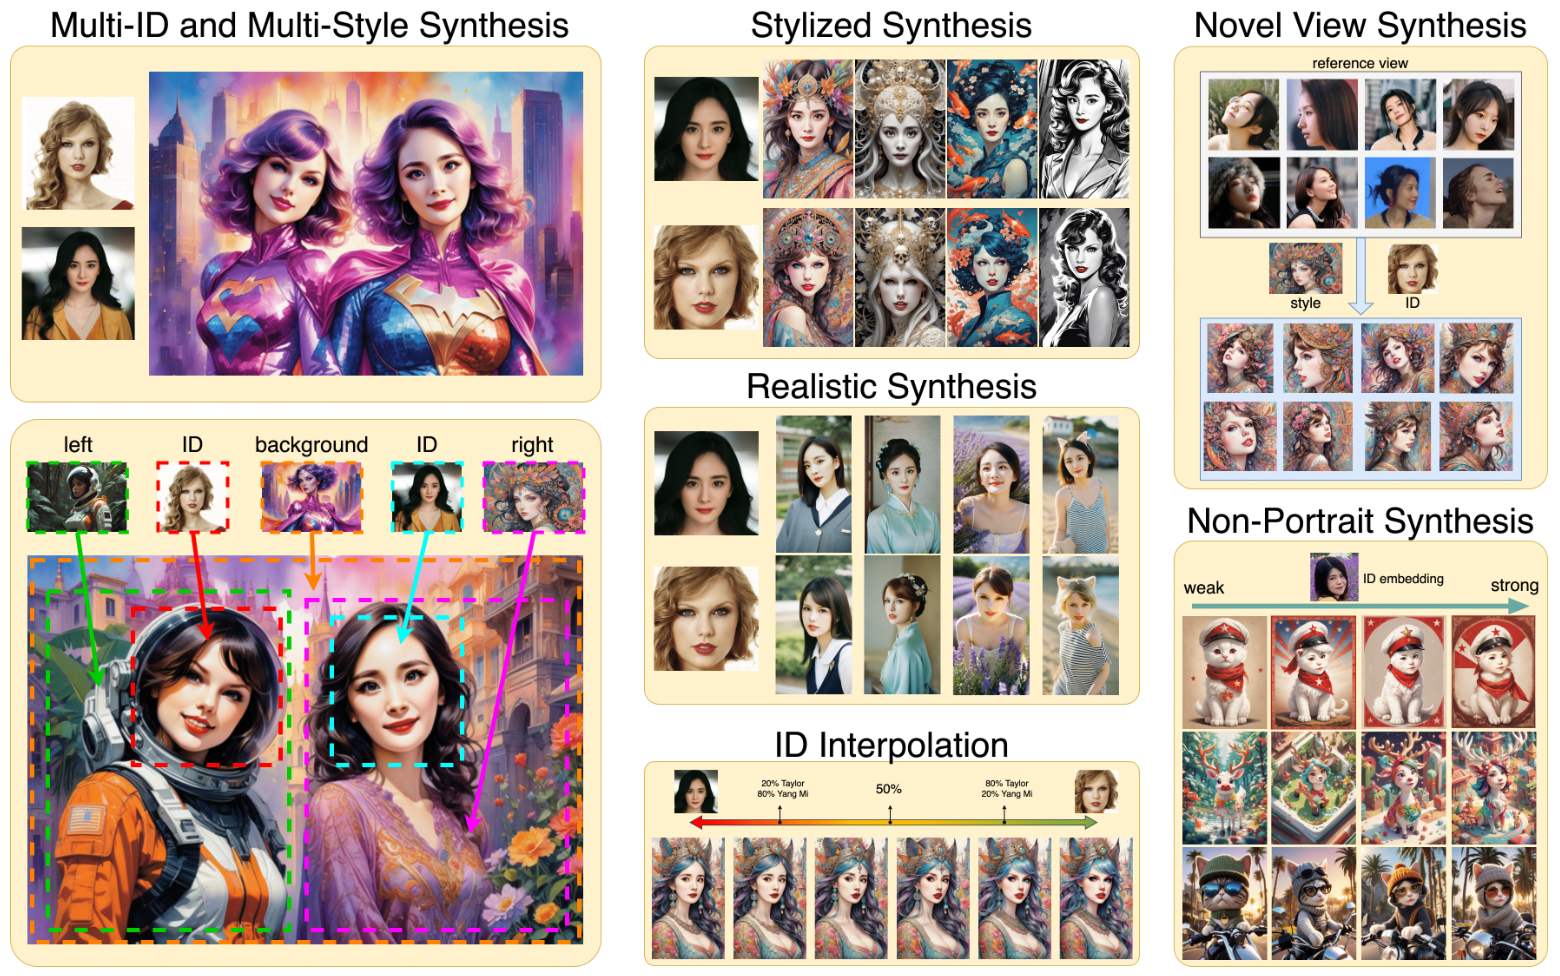 Multi-ID and Multi-Style Synthesis
left
ID
background
ID
right
Stylized Synthesis
Realistic Synthesis
ID Interpolation
20% Taylor
80% Yang Mi
50%
80% Taylor
20% Yang Mi
Novel View Synthesis
reference view
style
ID
Non-Portrait Synthesis
weak
ID embedding
strong